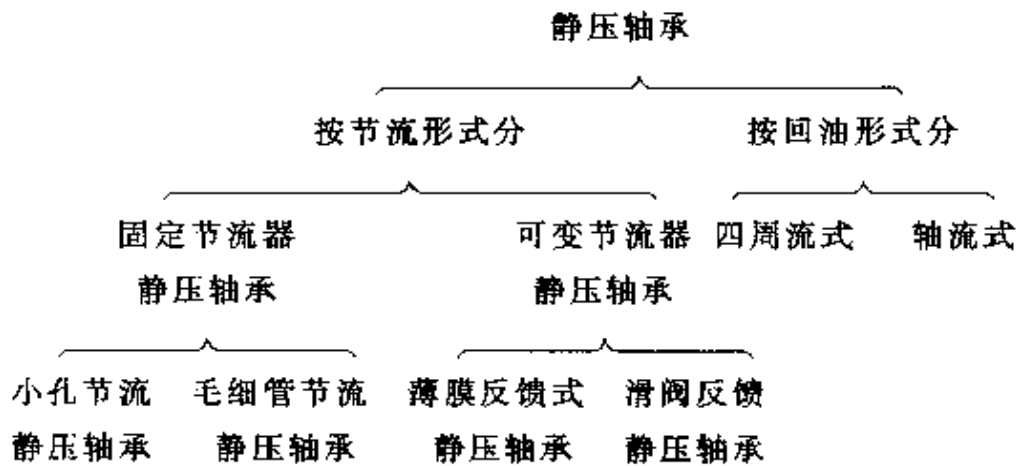 静压轴承
按节流形式分 按回油形式分
固定节流器 可变节流器 四周流式 轴流式
静压轴承 静压轴承
小孔节流 毛细管节流 薄膜反馈式 滑阀反馈
静压轴承 静压轴承 静压轴承 静压轴承